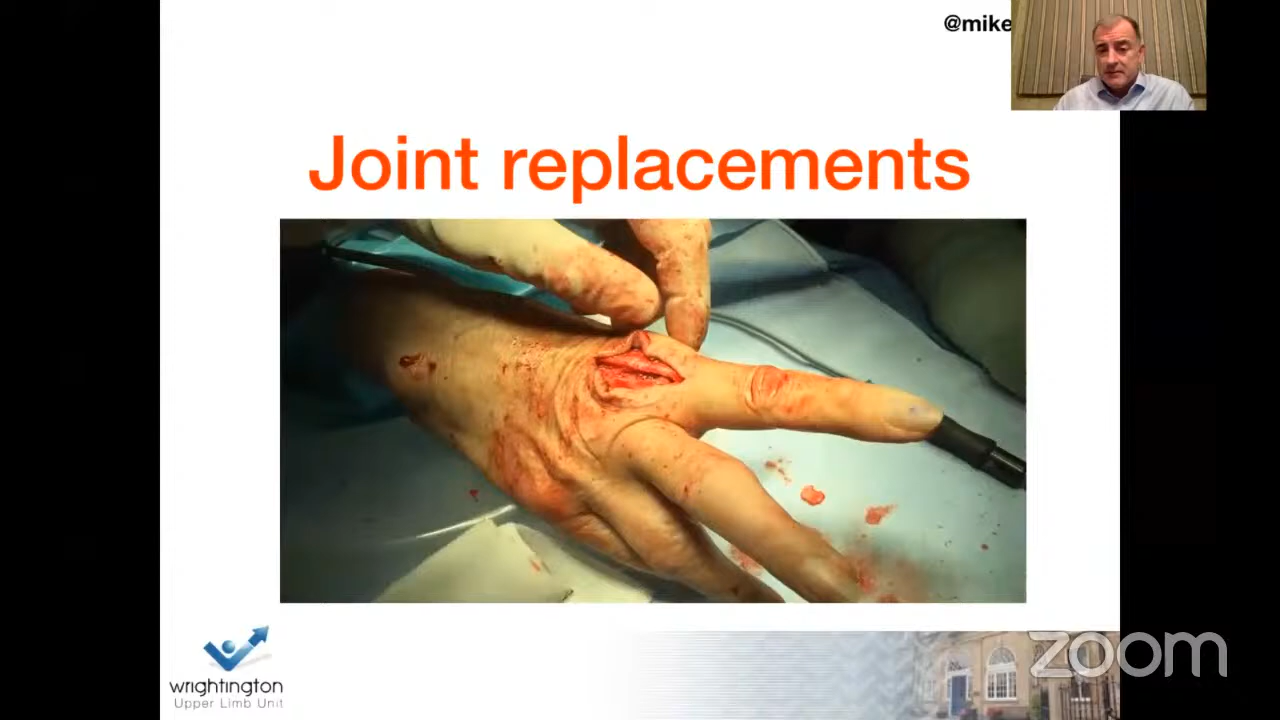 @mike
Joint replacements
wrightington
Upper Limb Unit
zoom